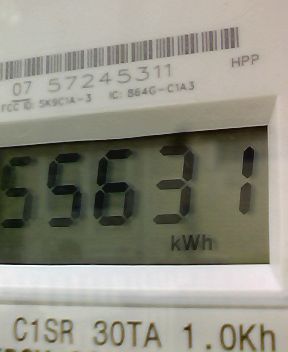 HPP
07 57245311
FCC ID: SK9C1A-3 IC: 864G-C1A3
55631
kWh
C1SR 30TA 1.0Kh